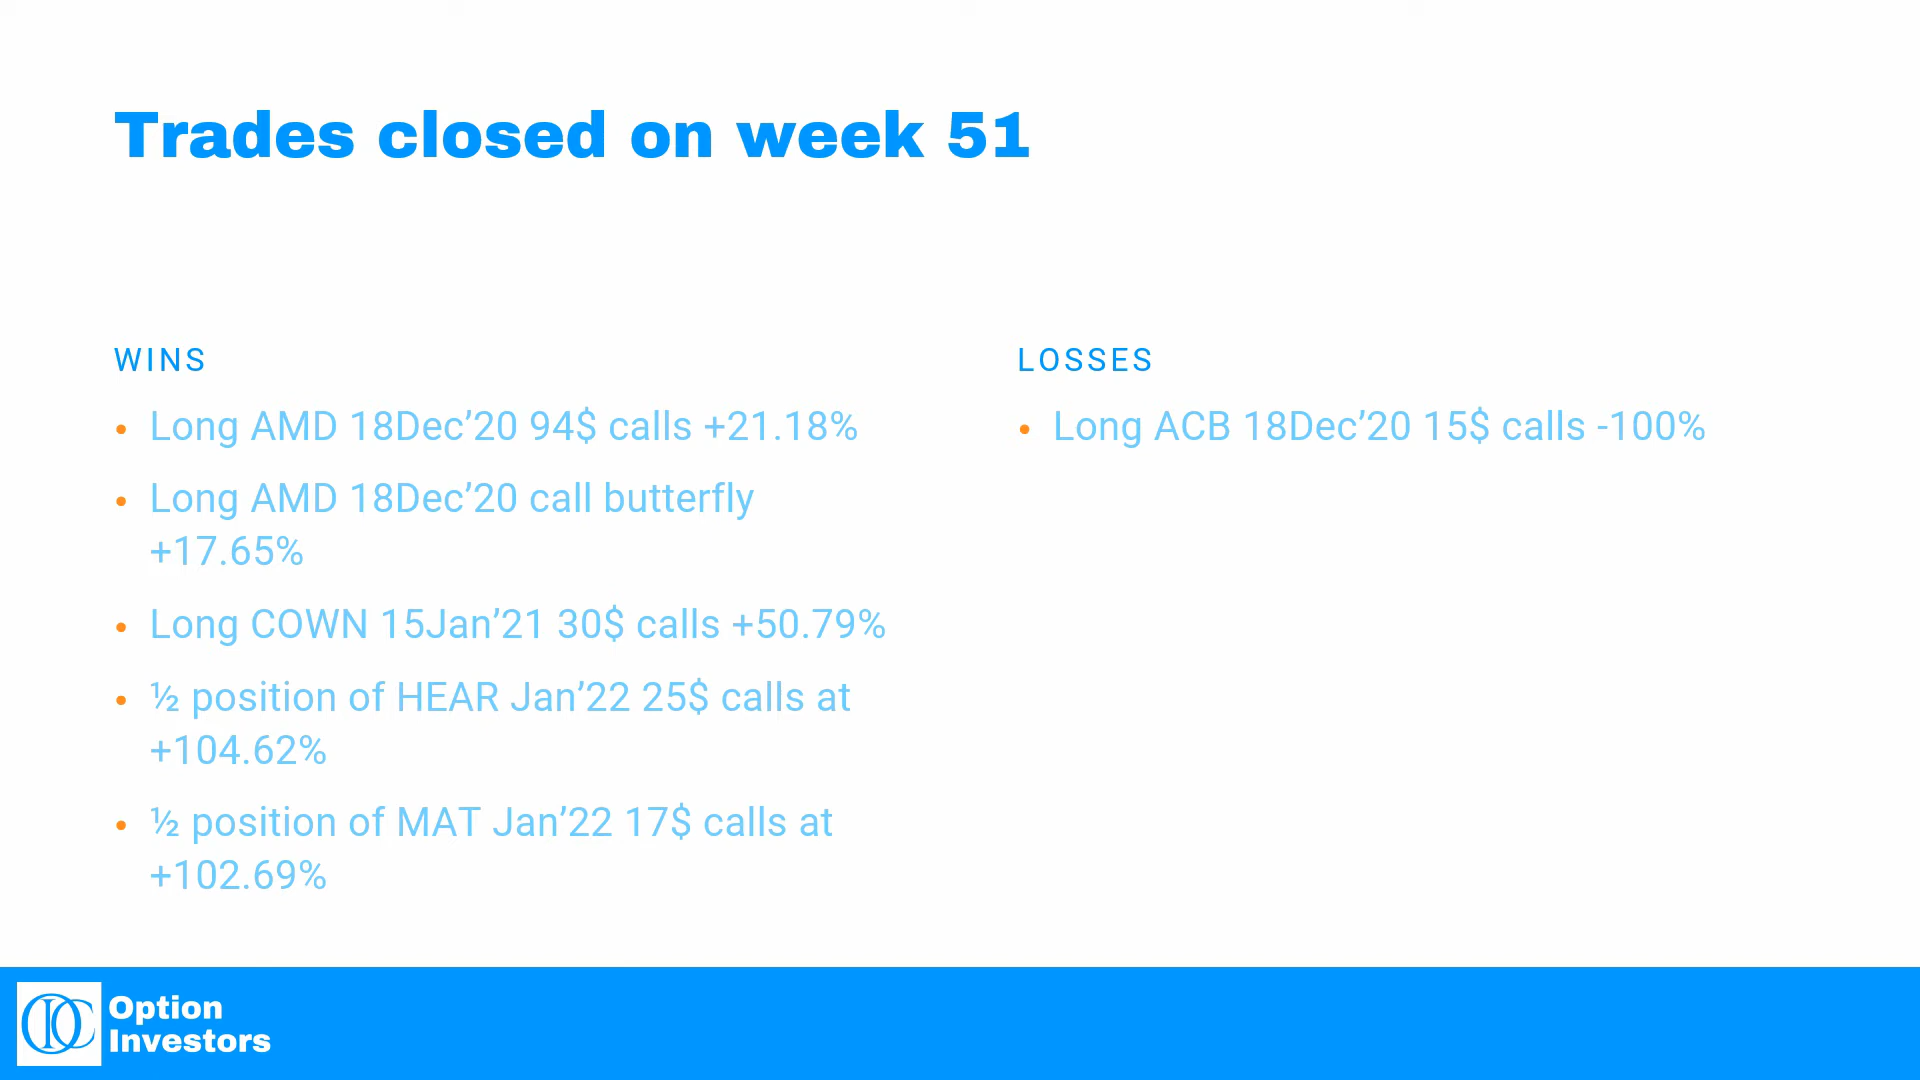 Trades closed on week 51
WINS
• Long AMD 18Dec’20 94$ calls +21.18%
• Long AMD 18Dec’20 call butterfly
+17.65%
• Long COWN 15Jan’21 30$ calls +50.79%
• ½ position of HEAR Jan’22 25$ calls at
+104.62%
• ½ position of MAT Jan’22 17$ calls at
+102.69%
LOSSES
• Long ACB 18Dec’20 15$ calls -100%
Option
Investors